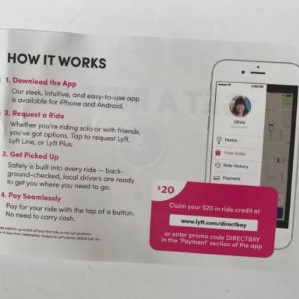 HOW IT WORKS
1. Download the App
Our sleek, intuitive, and easy-to-use app
is available for iPhone and Android.
2. Request a Ride
Whether you're riding solo or with friends,
you've got options. Tap to request Lyft,
Lyft Line, or Lyft Plus.
3. Get Picked Up
Safety is built into every ride — back-
ground-checked, local drivers are ready
to get you where you need to go.
4. Pay Seamlessly
Pay for your ride with the tap of a button.
No need to carry cash.
Olivia
Home
Free Rides
Ride History
Payment
$20
Claim your $20 in ride credit at
www.lyft.com/directbay
or enter promo code DIRECTBAY
in the 'Payment' section of the app